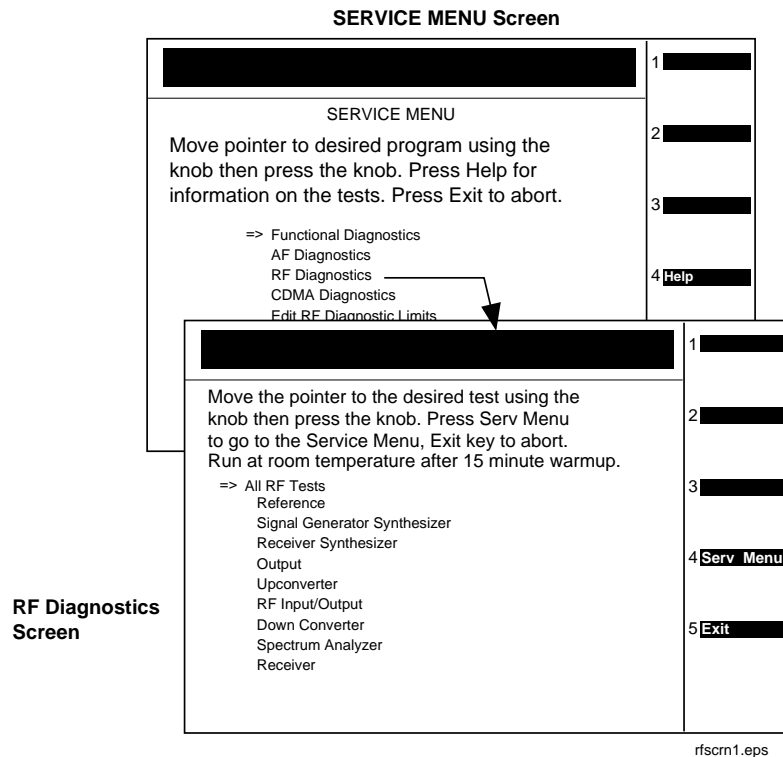 SERVICE MENU Screen
1
SERVICE MENU
2
Move pointer to desired program using the
knob then press the knob. Press Help for
information on the tests. Press Exit to abort.
3
=> Functional Diagnostics
AF Diagnostics
RF Diagnostics
4 Help
CDMA Diagnostics
Edit RF Diagnostic Limits
1
Move the pointer to the desired test using the
knob then press the knob. Press Serv Menu
to go to the Service Menu, Exit key to abort.
Run at room temperature after 15 minute warmup.
2
=> All RF Tests
3
Reference
Signal Generator Synthesizer
Receiver Synthesizer
Output
4 Serv Menu
Upconverter
RF Input/Output
Down Converter
5 Exit
Spectrum Analyzer
Receiver
RF Diagnostics
Screen
rfscrn1.eps